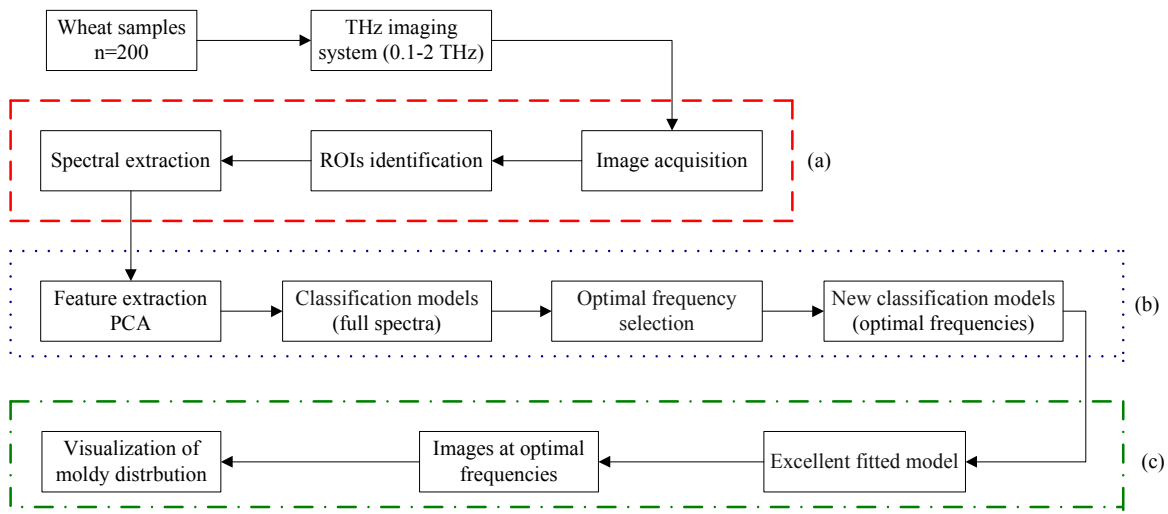 Wheat samples
n=200
THz imaging
system (0.1-2 THz)
Spectral extraction
ROIs identification
Image acquisition
(a)
Feature extraction
PCA
Classification models
(full spectra)
Optimal frequency
selection
New classification models
(optimal frequencies)
(b)
Visualization of
moldy distrbution
Images at optimal
frequencies
Excellent fitted model
(c)